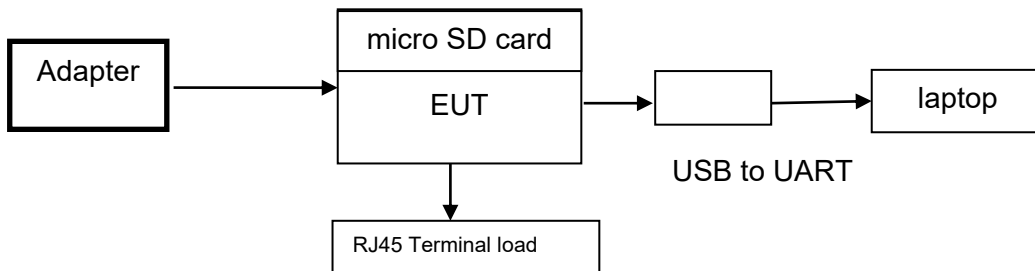 micro SD card
Adapter
EUT
laptop
USB to UART
RJ45 Terminal load